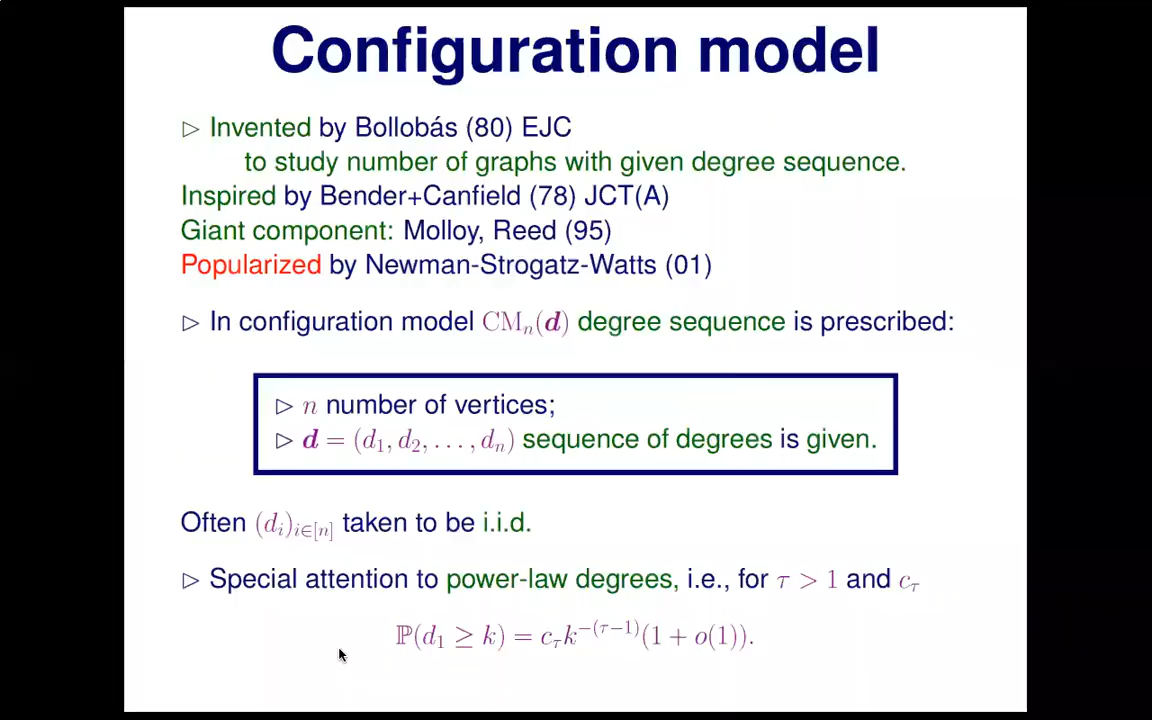 Configuration model
▷ Invented by Bollobás (80) EJC
to study number of graphs with given degree sequence.
Inspired by Bender+Canfield (78) JCT(A)
Giant component: Molloy, Reed (95)
Popularized by Newman-Strogatz-Watts (01)
▷ In configuration model CMₙ(𝒅) degree sequence is prescribed:
▷ n number of vertices;
▷ 𝒅 = (d₁, d₂, . . . , dₙ) sequence of degrees is given.
Often (dᵢ)_{i∈[n]} taken to be i.i.d.
▷ Special attention to power-law degrees, i.e., for τ > 1 and c_τ
ℙ(d₁ ≥ k) = c_τ k^{−(τ−1)}(1 + o(1)).